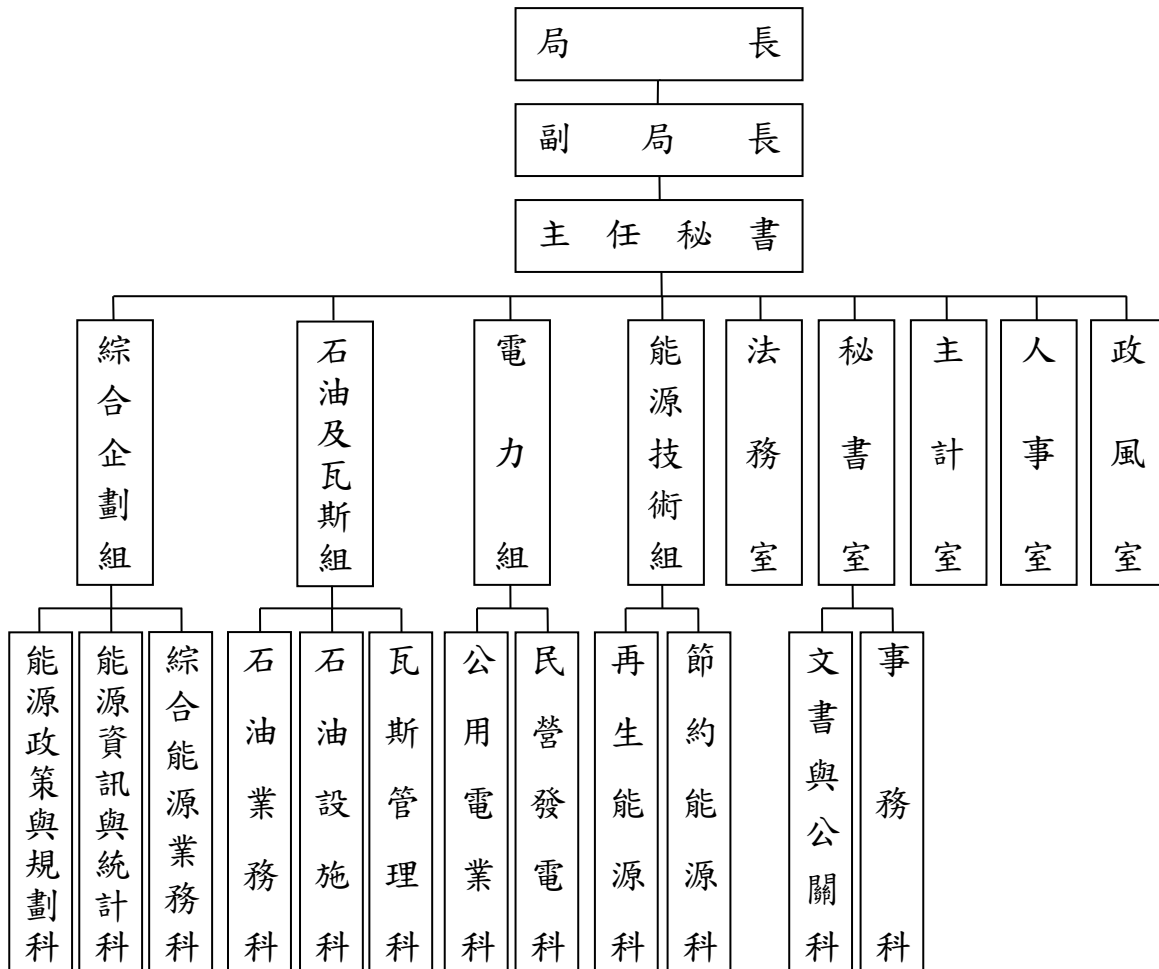 局長
副局長
主任秘書
綜合企劃組
石油及瓦斯組
電力組
能源技術組
法務室
秘書室
主計室
人事室
政風室
能源政策與規劃科
能源資訊與統計科
綜合能源業務科
石油業務科
石油設施科
瓦斯管理科
公用電業科
民營發電科
再生能源科
節約能源科
文書與公關科
事務科